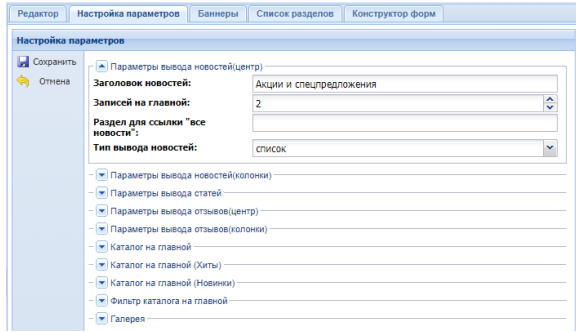 Редактор Настройка параметров Баннеры Список разделов Конструктор форм
Настройка параметров
Сохранить
Отмена
Параметры вывода новостей(центр)
Заголовок новостей: Акции и спецпредложения
Записей на главной: 2
Раздел для ссылки "все
новости":
Тип вывода новостей: список
Параметры вывода новостей(колонки)
Параметры вывода статей
Параметры вывода отзывов(центр)
Параметры вывода отзывов(колонки)
Каталог на главной
Каталог на главной (Хиты)
Каталог на главной (Новинки)
Фильтр каталога на главной
Галерея